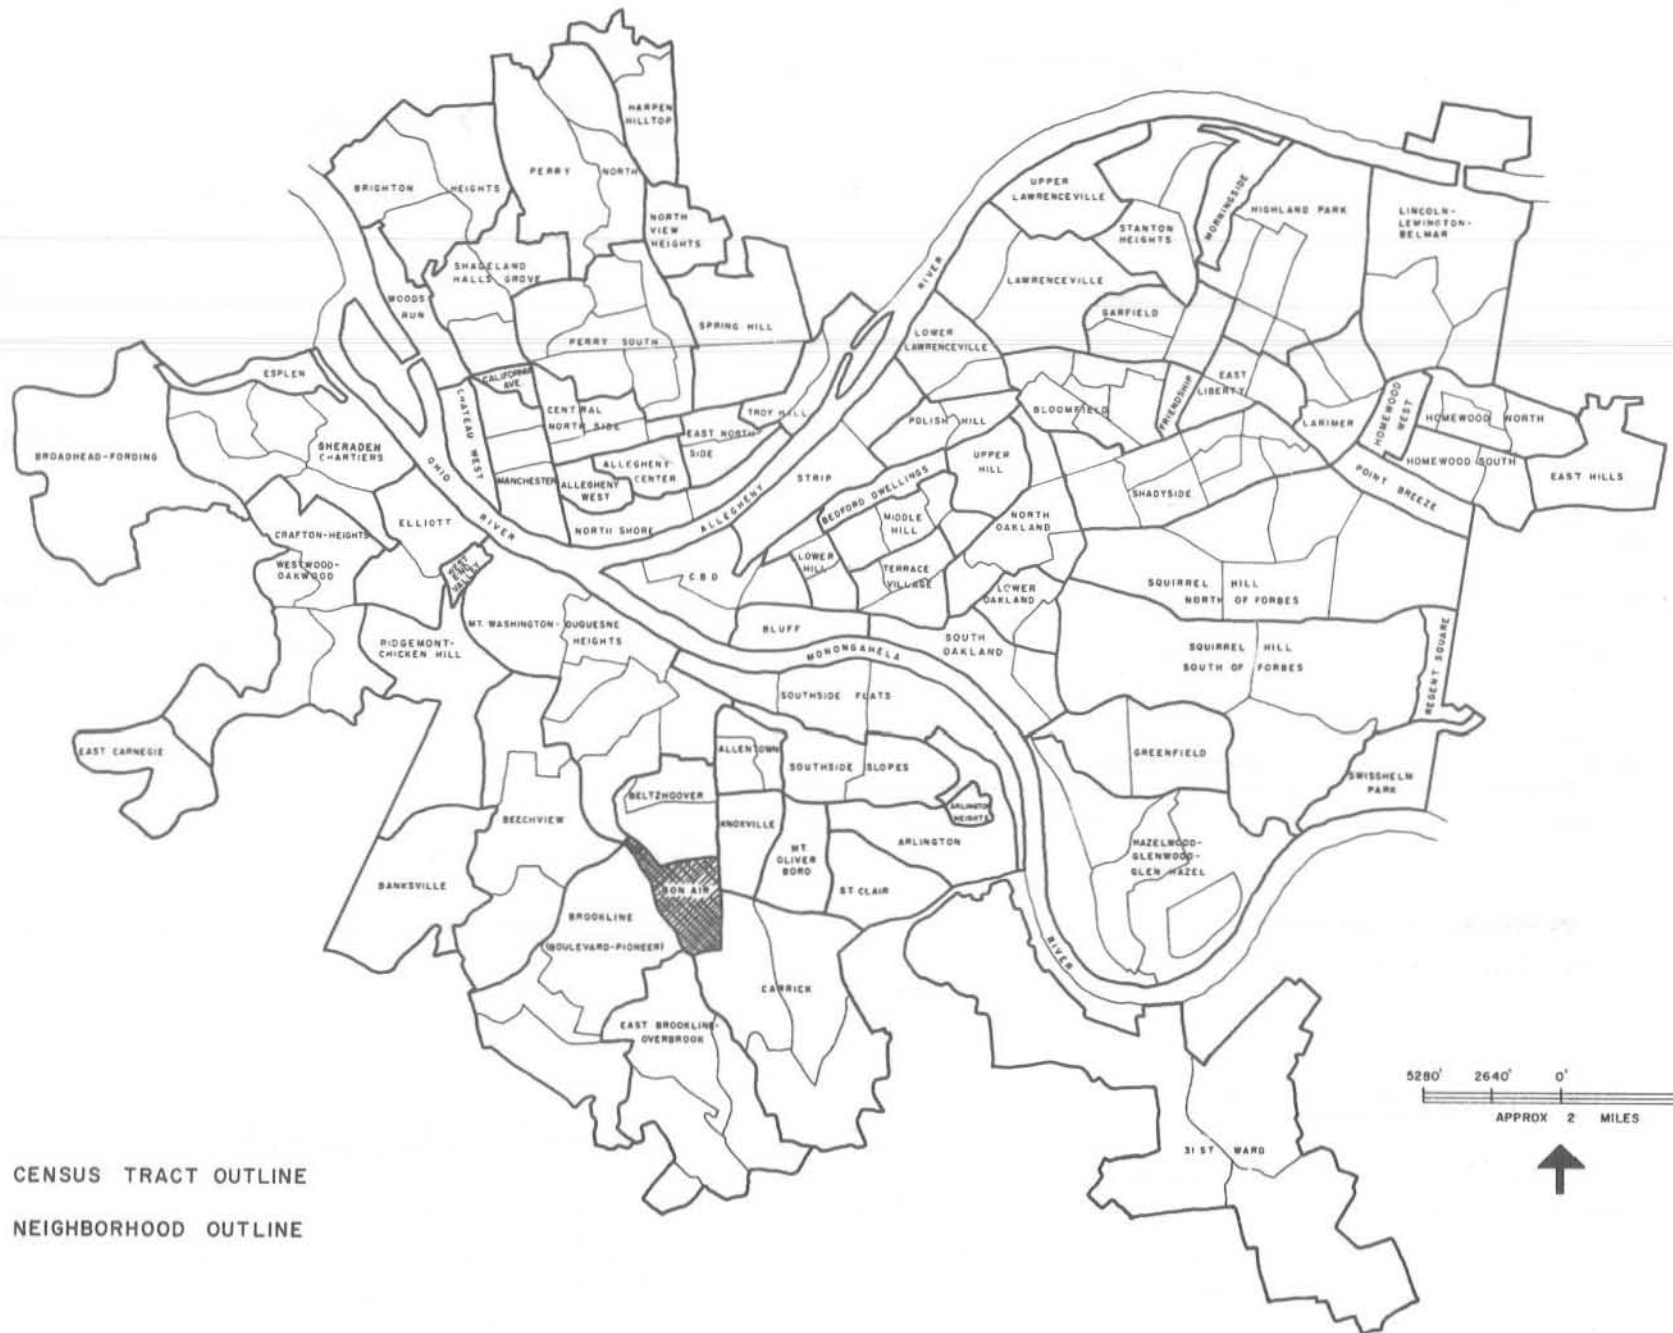 HARPEN
HILLTOP
PERRY NORTH
BRIGHTON HEIGHTS
NORTH
VIEW
HEIGHTS
UPPER
LAWRENCEVILLE
MORNINGSIDE
HIGHLAND PARK
LINCOLN-
LEMINGTON-
BELMAR
STANTON
HEIGHTS
SHADELAND
HALLS GROVE
WOODS
RUN
RIVER
LAWRENCEVILLE
GARFIELD
SPRING HILL
PERRY SOUTH
LOWER
LAWRENCEVILLE
ESPLEN
CALIFORNIA
AVE.
CHATEAU WEST
CENTRAL
NORTH SIDE
TROY HILL
EAST NORTH
SIDE
POLISH HILL
BLOOMFIELD
FRIENDSHIP
EAST
LIBERTY
LARIMER
HOMEWOOD
WEST
HOMEWOOD NORTH
HOMEWOOD SOUTH
EAST HILLS
POINT BREEZE
BROADHEAD-FORDING
SHERADEN
CHARTIERS
OHIO
RIVER
MANCHESTER
ALLEGHENY
WEST
ALLEGHENY
CENTER
STRIP
UPPER
HILL
BEDFORD DWELLINGS
SHADYSIDE
NORTH SHORE
ALLEGHENY
MIDDLE
HILL
NORTH
OAKLAND
ELLIOTT
CRAFTON-HEIGHTS
WESTWOOD-
OAKWOOD
WEST
END
VALLEY
C.B.D
LOWER
HILL
TERRACE
VILLAGE
LOWER
OAKLAND
SQUIRREL HILL
NORTH OF FORBES
MT. WASHINGTON-DUQUESNE
HEIGHTS
BLUFF
SOUTH
OAKLAND
RIDGEMONT-
CHICKEN HILL
MONONGAHELA
SQUIRREL HILL
SOUTH OF FORBES
REGENT SQUARE
SOUTHSIDE FLATS
EAST CARNEGIE
ALLENTOWN
SOUTHSIDE SLOPES
GREENFIELD
SWISSHELM
PARK
BELTZHOOVER
ARLINGTON
HEIGHTS
BEECHVIEW
KNOXVILLE
ARLINGTON
MT.
OLIVER
BORO
HAZELWOOD-
GLENWOOD-
GLEN HAZEL
BANKSVILLE
BON AIR
ST CLAIR
BROOKLINE
(BOULEVARD-PIONEER)
RIVER
CARRICK
EAST BROOKLINE-
OVERBROOK
31 ST WARD
5280' 2640' 0'
APPROX 2 MILES
CENSUS TRACT OUTLINE
NEIGHBORHOOD OUTLINE